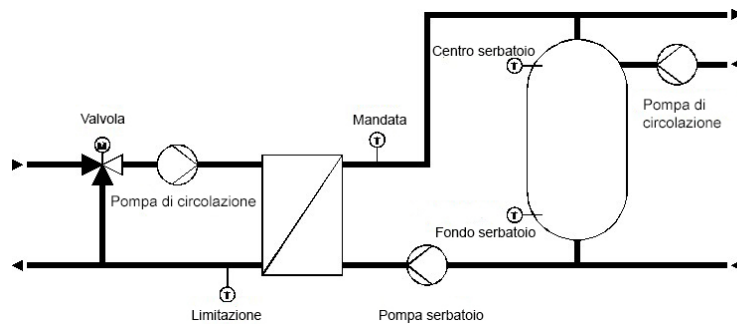 Centro serbatoio
T
Pompa di
circolazione
Valvola
M
Mandata
T
Pompa di circolazione
T
Fondo serbatoio
T
Limitazione
Pompa serbatoio